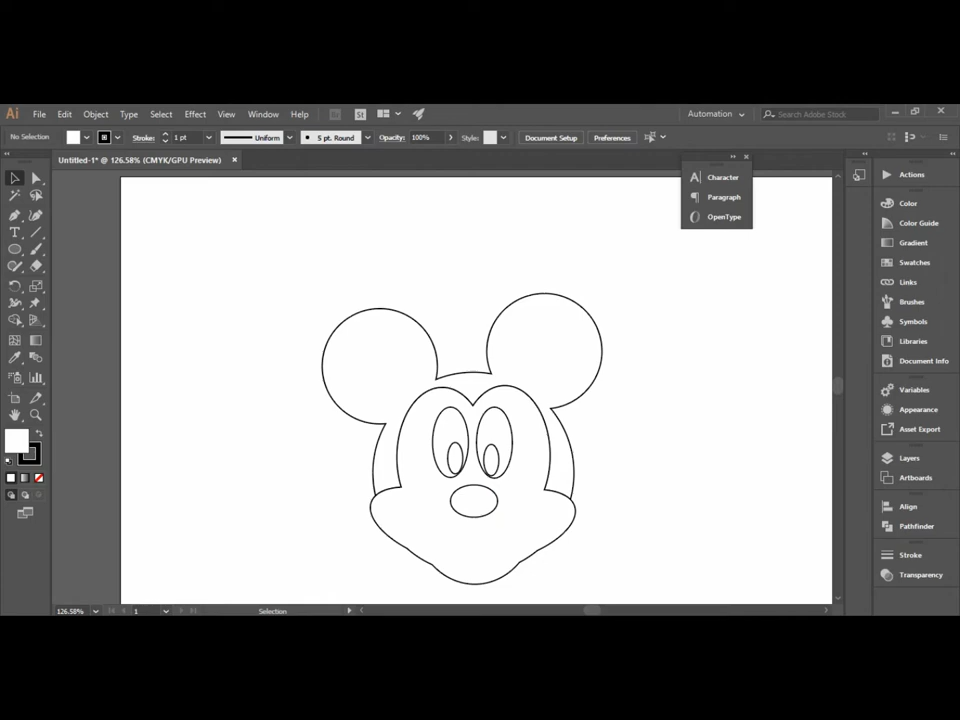 Ai File Edit Object Type Select Effect View Window Help Br St Automation Search Adobe Stock
No Selection Stroke: 1 pt Uniform 5 pt. Round Opacity: 100% Style: Document Setup Preferences
Untitled-1* @ 126.58% (CMYK/GPU Preview)
Character
Paragraph
OpenType
Actions
Color
Color Guide
Gradient
Swatches
Links
Brushes
Symbols
Libraries
Document Info
Variables
Appearance
Asset Export
Layers
Artboards
Align
Pathfinder
Stroke
Transparency
126.58% 1 Selection